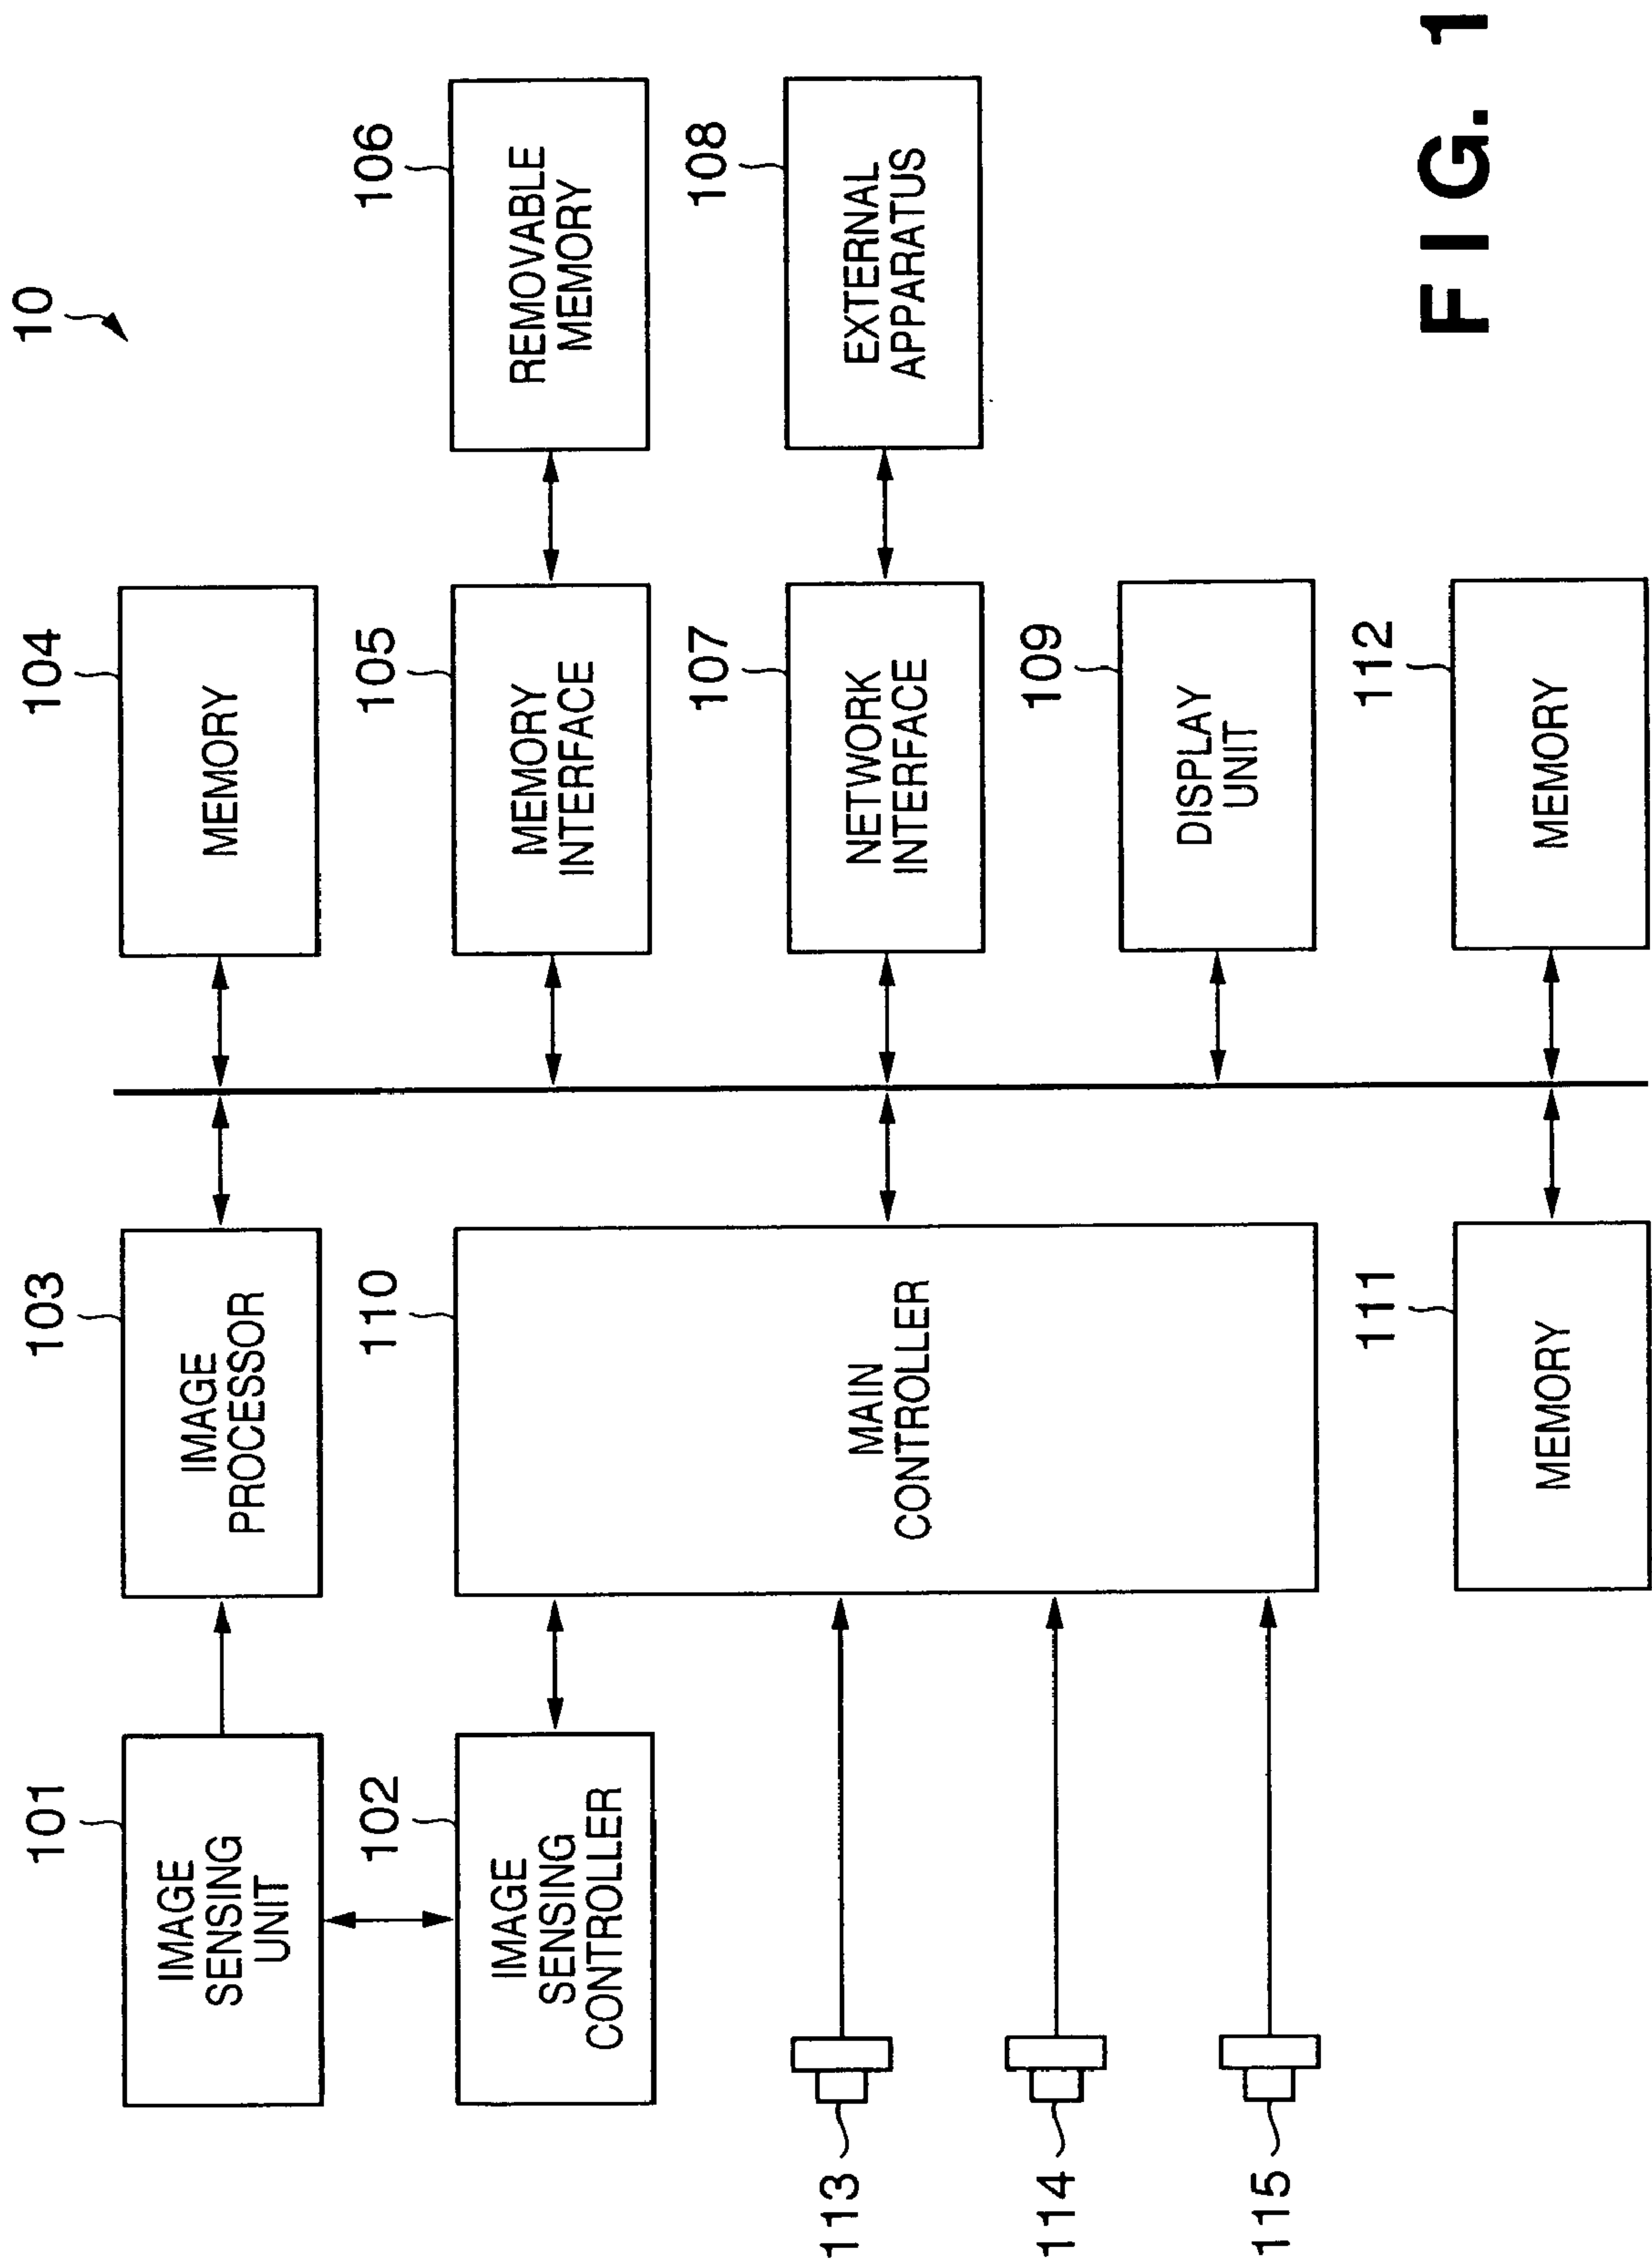 10
101
IMAGE
SENSING
UNIT
103
IMAGE
PROCESSOR
104
MEMORY
102
IMAGE
SENSING
CONTROLLER
110
MAIN
CONTROLLER
105
MEMORY
INTERFACE
106
REMOVABLE
MEMORY
107
NETWORK
INTERFACE
108
EXTERNAL
APPARATUS
113
114
109
DISPLAY
UNIT
115
111
MEMORY
112
MEMORY
FIG. 1